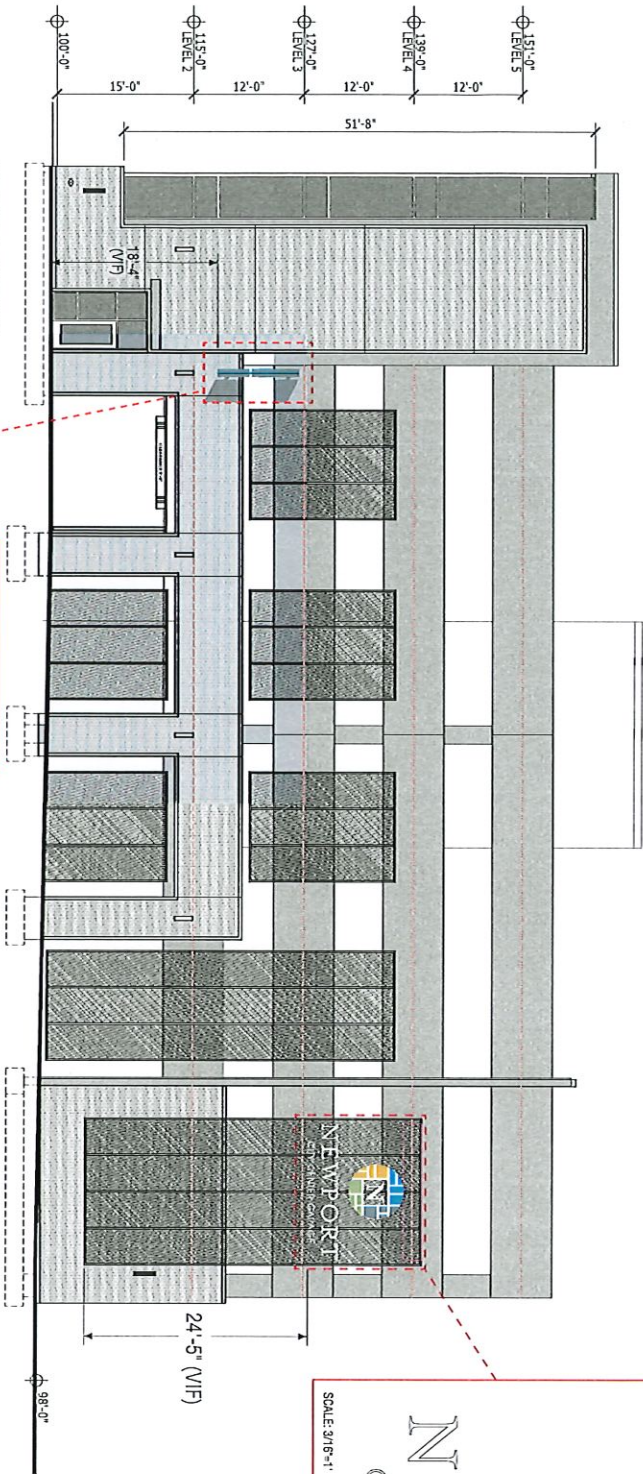 151'-0"
LEVEL 5
12'-0"
139'-0"
LEVEL 4
12'-0"
127'-0"
LEVEL 3
12'-0"
115'-0"
LEVEL 2
15'-0"
100'-0"
51'-8"
18'-4"
(VIF)
N
NEWPORT
24'-5" (VIF)
98'-0"
N
SCALE: 3/16"=1'